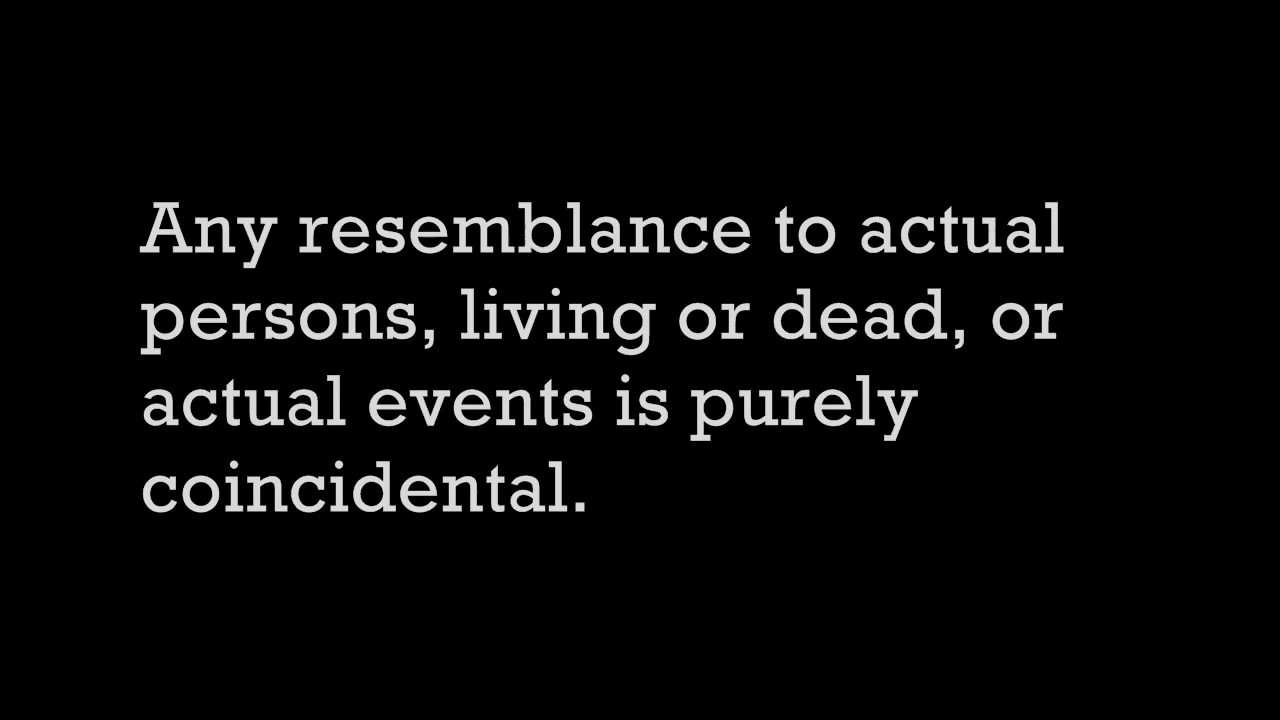 Any resemblance to actual
persons, living or dead, or
actual events is purely
coincidental.